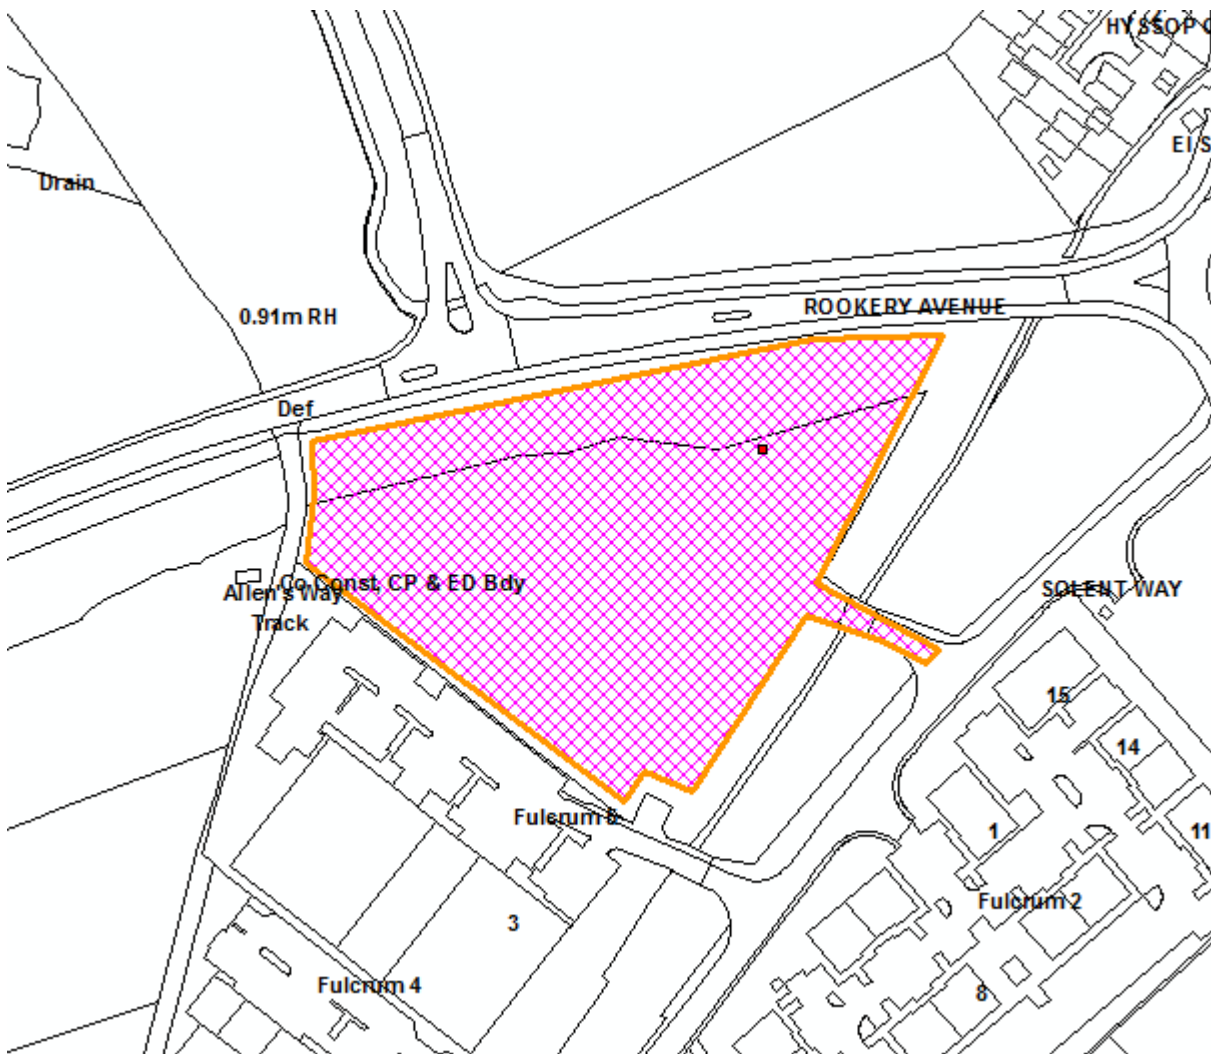 HYSSOP C
EI S
Drain
ROOKERY AVENUE
0.91m RH
Def
Co Const, CP & ED Bdy
Allen's Way
Track
SOLENT WAY
15
14
Fulcrum
1
11
Fulcrum 2
3
Fulcrum 4
8